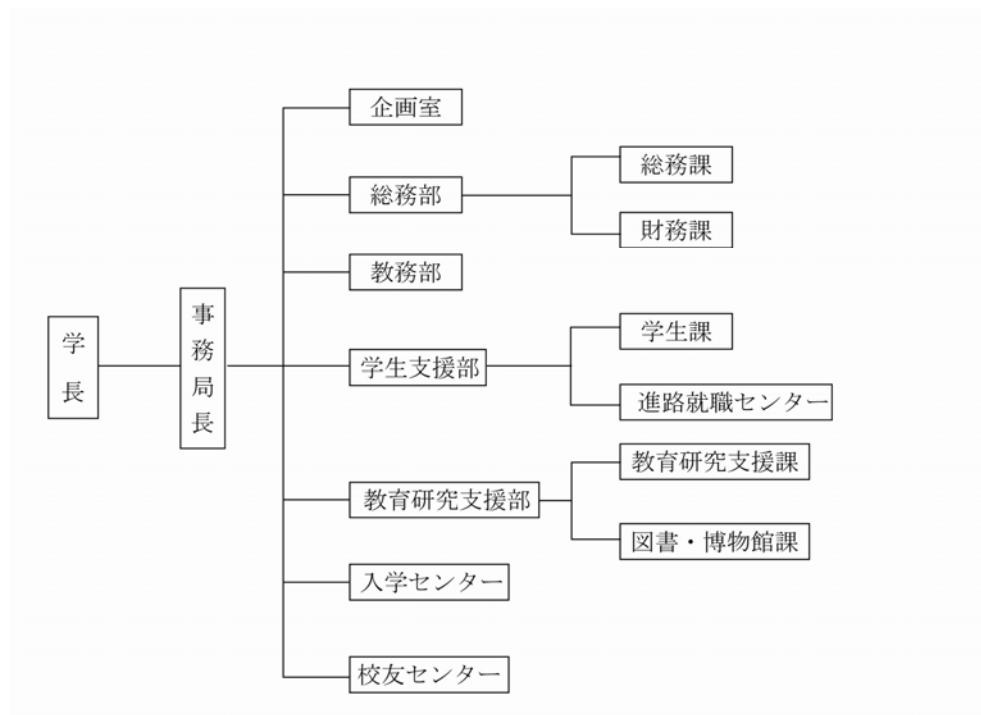 学長
事務局長
企画室
総務部
総務課
財務課
教務部
学生支援部
学生課
進路就職センター
教育研究支援部
教育研究支援課
図書・博物館課
入学センター
校友センター